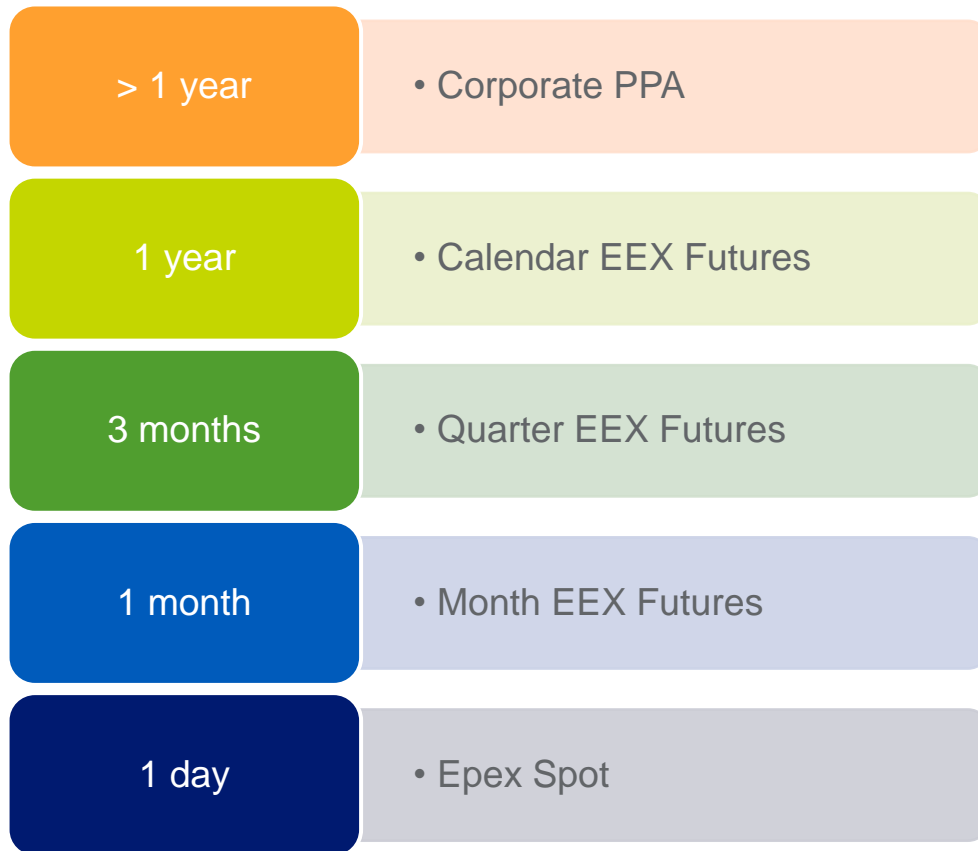 > 1 year
• Corporate PPA
1 year
• Calendar EEX Futures
3 months
• Quarter EEX Futures
1 month
• Month EEX Futures
1 day
• Epex Spot